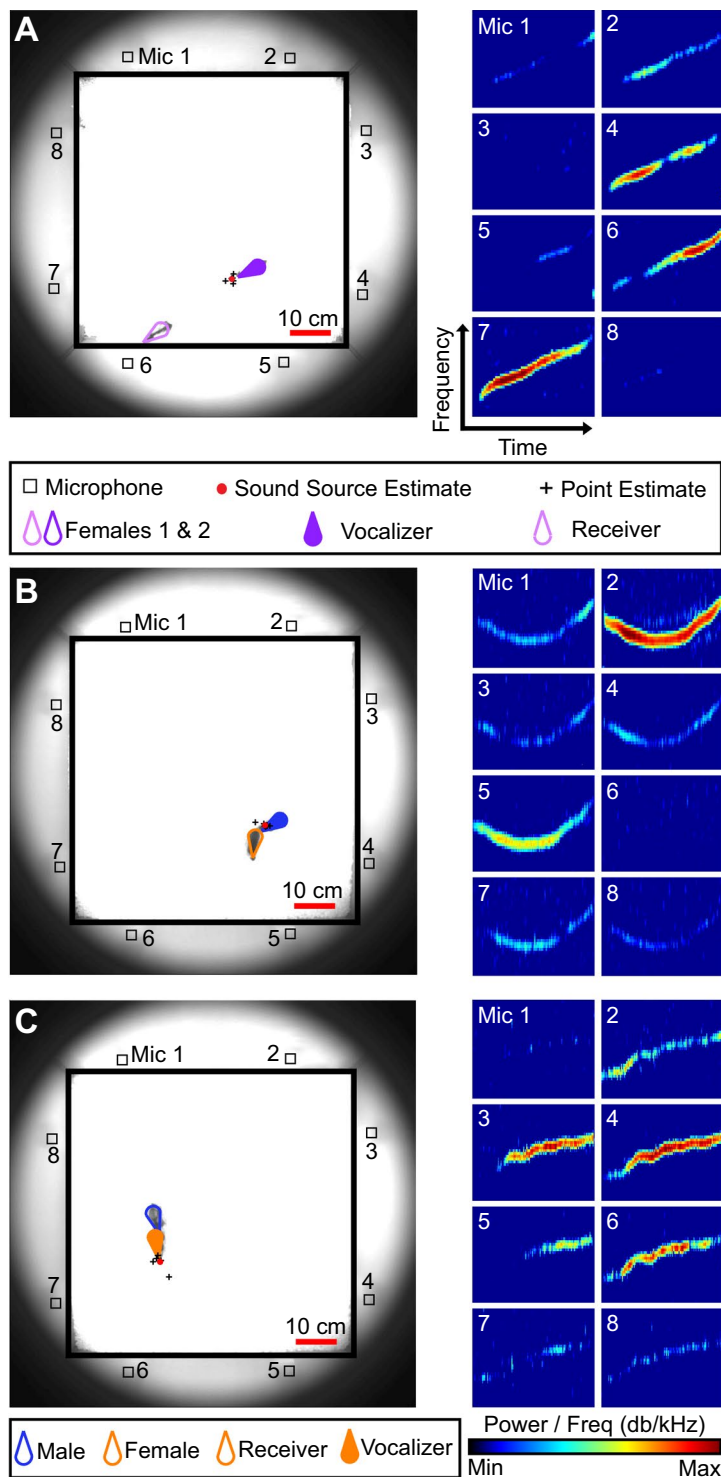 A
Mic 1
2
8
3
7
4
10 cm
6
5
Mic 1
2
3
4
5
6
7
8
Frequency
Time
Microphone
Sound Source Estimate
Point Estimate
Females 1 & 2
Vocalizer
Receiver
B
Mic 1
2
8
3
7
4
10 cm
6
5
Mic 1
2
3
4
5
6
7
8
C
Mic 1
2
8
3
7
4
10 cm
6
5
Mic 1
2
3
4
5
6
7
8
Male
Female
Receiver
Vocalizer
Power / Freq (db/kHz)
Min
Max